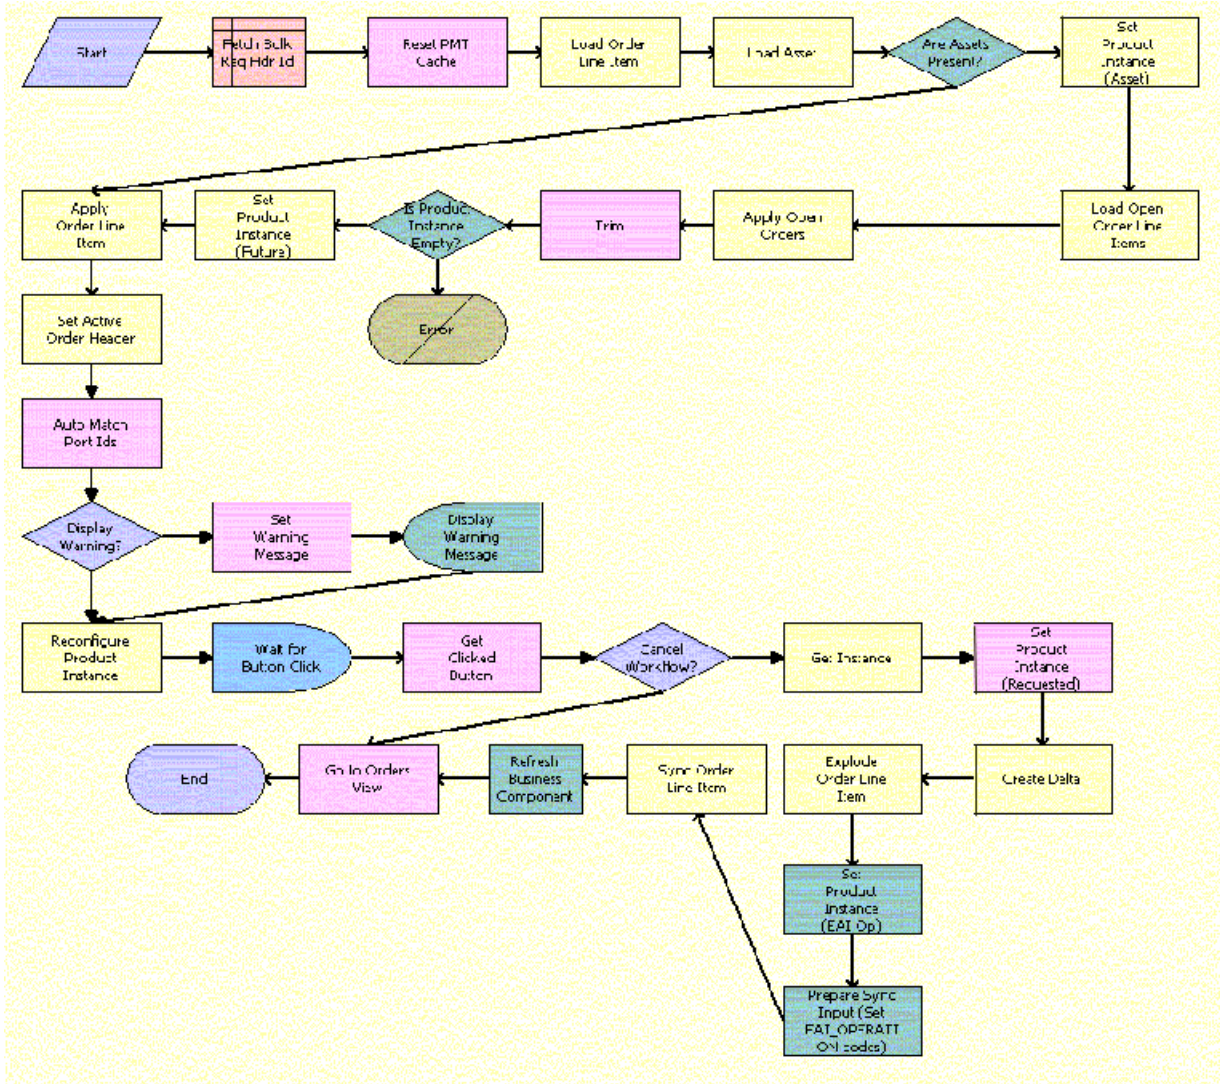 Start
Fetch Bulk
Req Hdr Id
Reset PMT
Cache
Load Order
Line Item
Load Asset
Are Assets
Present?
Set
Product
Instance
(Asset)
Apply
Order Line
Item
Set
Product
Instance
(Future)
Is Product
Instance
Empty?
Trim
Apply Open
Orders
Load Open
Order Line
Items
Set Active
Order Header
Error
Auto Match
Port Ids
Display
Warning?
Set
Warning
Message
Display
Warning
Message
Reconfigure
Product
Instance
Wait for
Button Click
Get
Clicked
Button
Cancel
Workflow?
Get Instance
Set
Product
Instance
(Requested)
End
Go to Orders
View
Refresh
Business
Component
Sync Order
Line Item
Explode
Order Line
Item
Create Delta
Set
Product
Instance
(EAI Op)
Prepare Sync
Input (Set
EAI_OPERATI
ON codes)